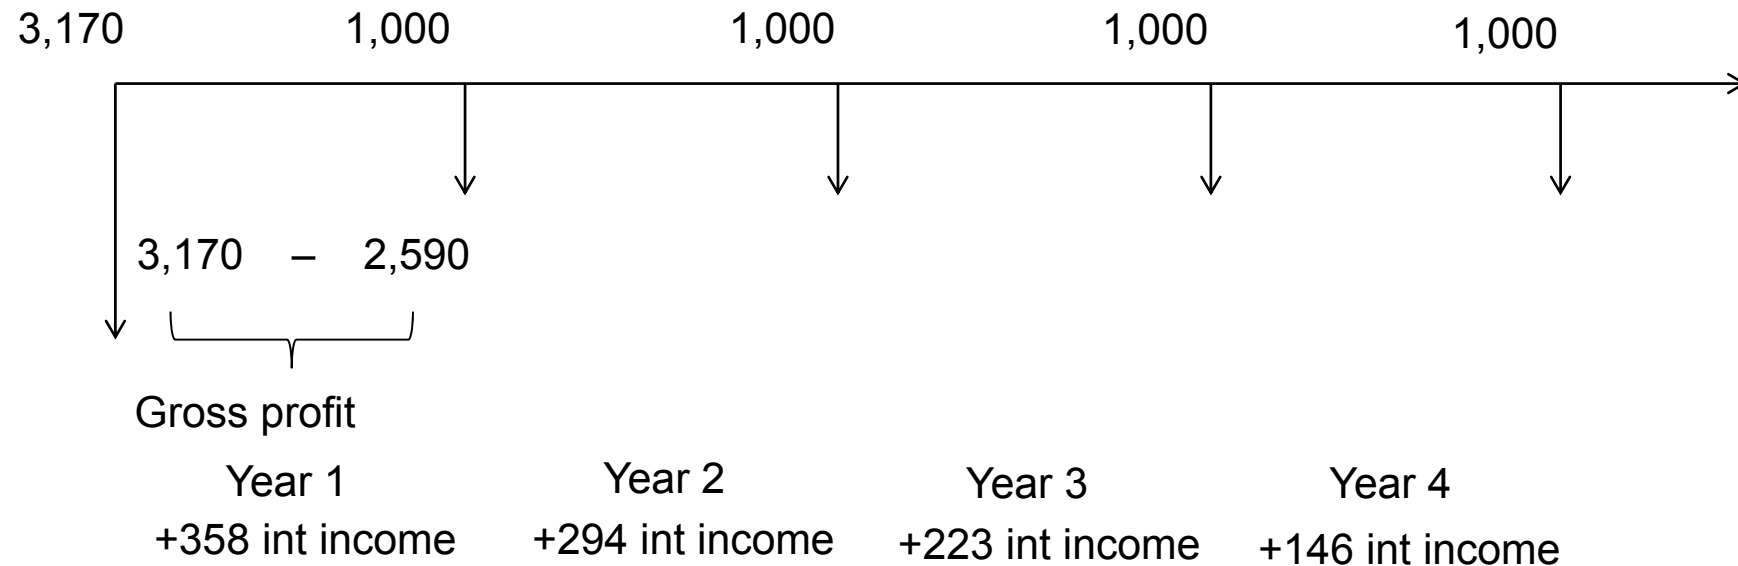 3,170 1,000 1,000 1,000 1,000
3,170 – 2,590
Gross profit
Year 1 Year 2 Year 3 Year 4
+358 int income +294 int income +223 int income +146 int income